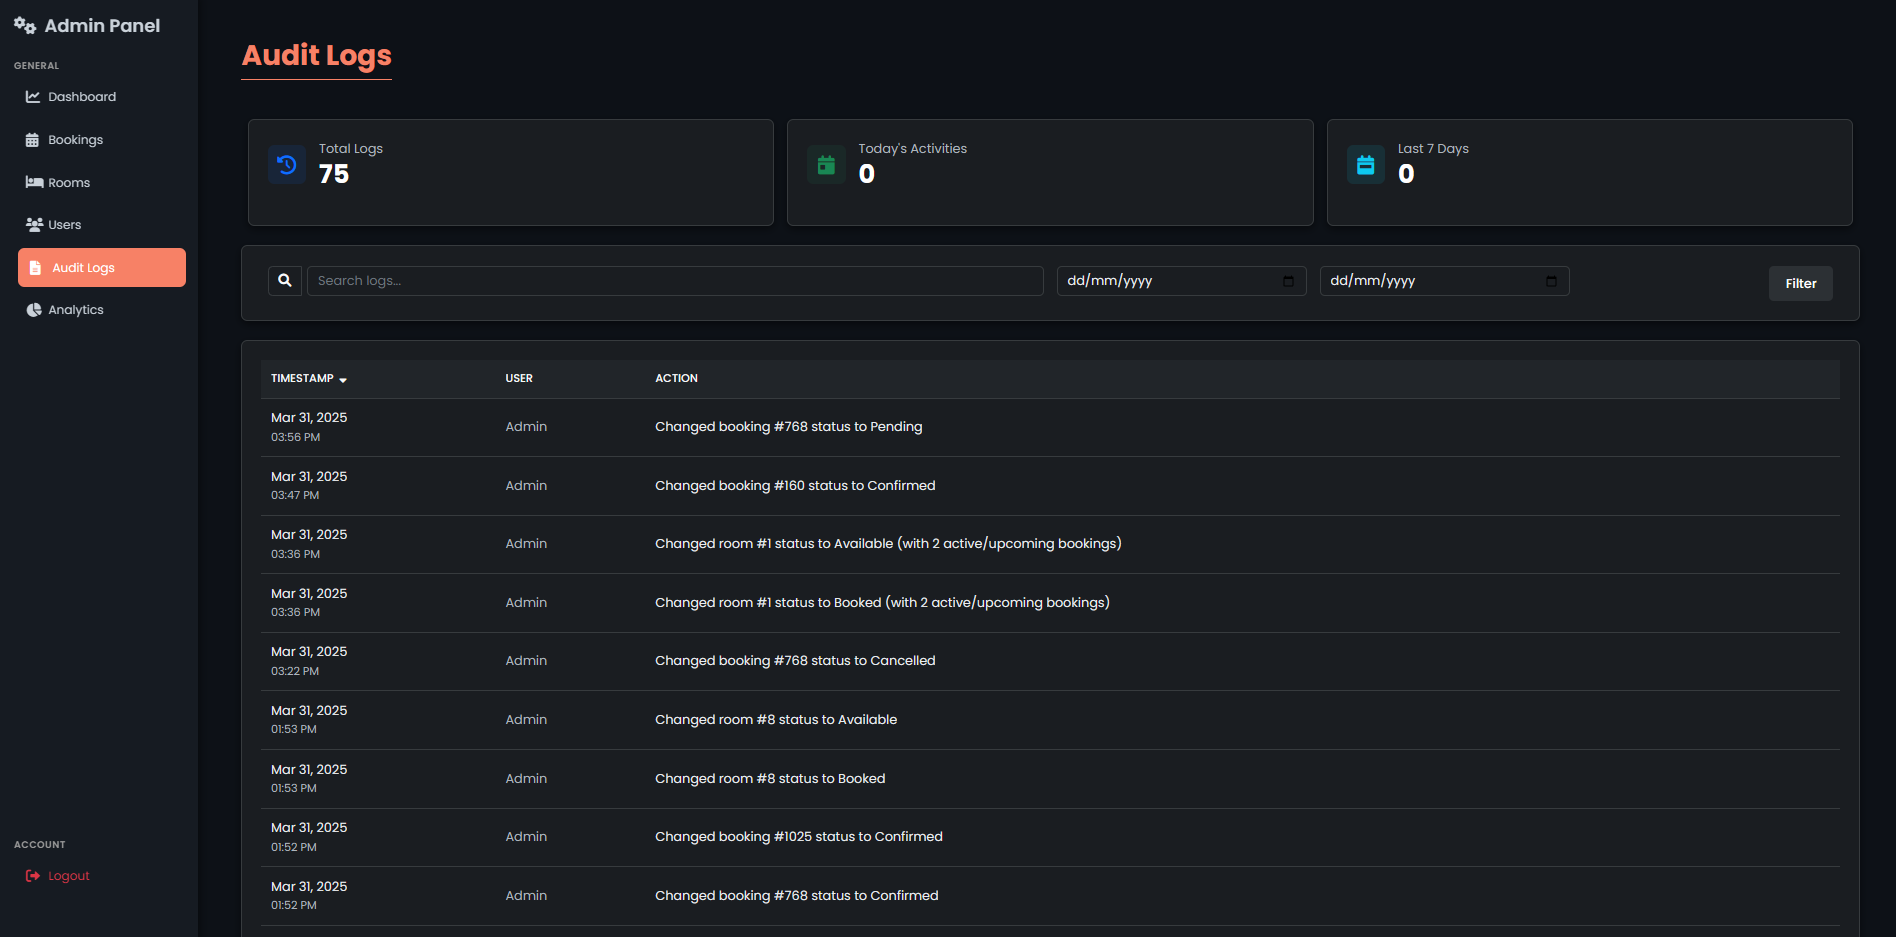 Admin Panel
GENERAL
Dashboard
Bookings
Rooms
Users
Audit Logs
Analytics
ACCOUNT
Logout
Audit Logs
Total Logs
75
Today's Activities
0
Last 7 Days
0
Search logs...
dd/mm/yyyy
dd/mm/yyyy
Filter
TIMESTAMP USER ACTION
Mar 31, 2025
03:56 PM
Admin
Changed booking #768 status to Pending
Mar 31, 2025
03:47 PM
Admin
Changed booking #160 status to Confirmed
Mar 31, 2025
03:36 PM
Admin
Changed room #1 status to Available (with 2 active/upcoming bookings)
Mar 31, 2025
03:36 PM
Admin
Changed room #1 status to Booked (with 2 active/upcoming bookings)
Mar 31, 2025
03:22 PM
Admin
Changed booking #768 status to Cancelled
Mar 31, 2025
01:53 PM
Admin
Changed room #8 status to Available
Mar 31, 2025
01:53 PM
Admin
Changed room #8 status to Booked
Mar 31, 2025
01:52 PM
Admin
Changed booking #1025 status to Confirmed
Mar 31, 2025
01:52 PM
Admin
Changed booking #768 status to Confirmed